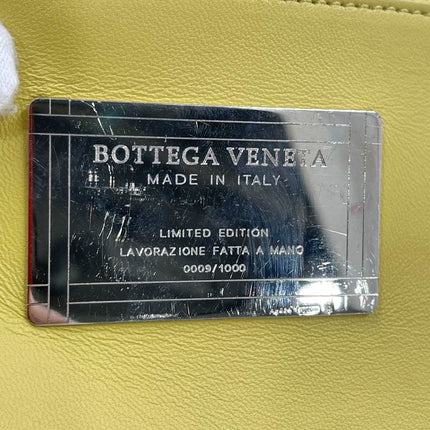 BOTTEGA VENETA
MADE IN ITALY
LIMITED EDITION
LAVORAZIONE FATTA A MANO
0009/1000